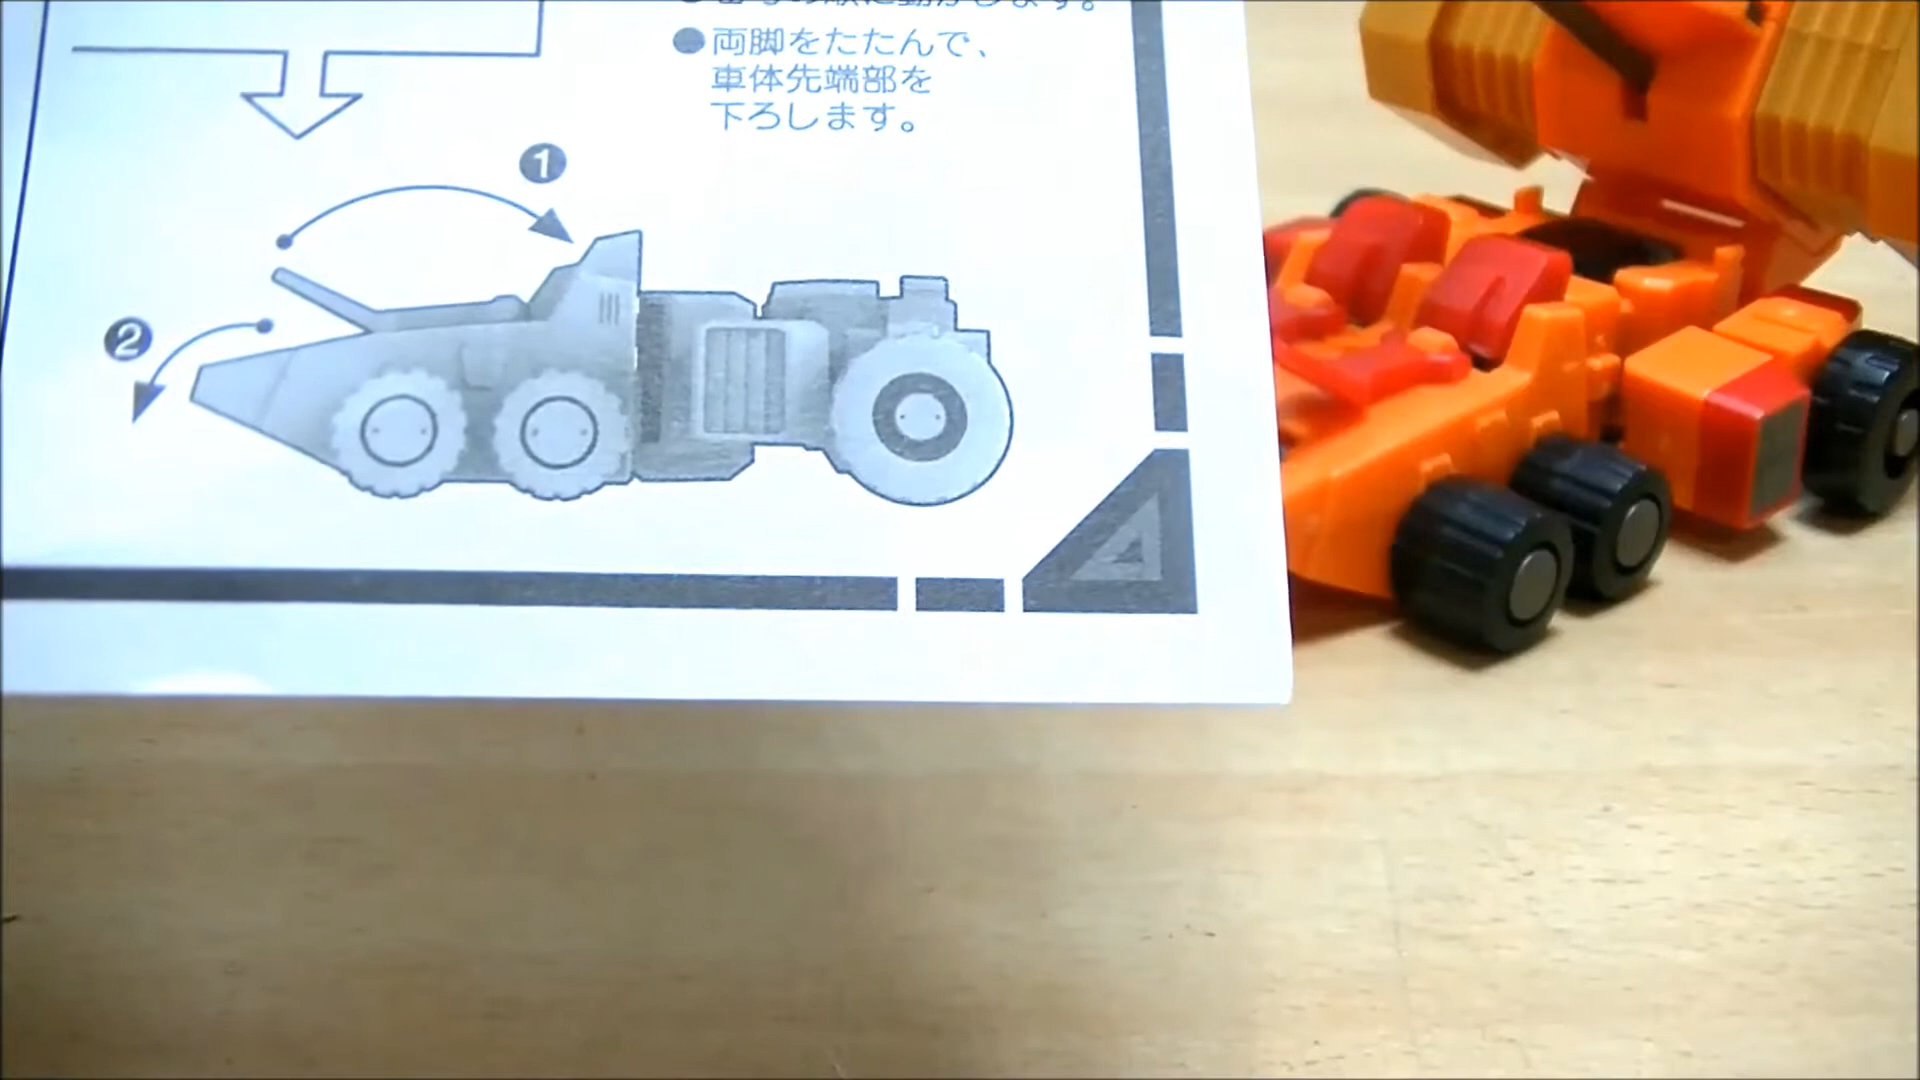 ●両脚をたたんで、
車体先端部を
下ろします。
1
2